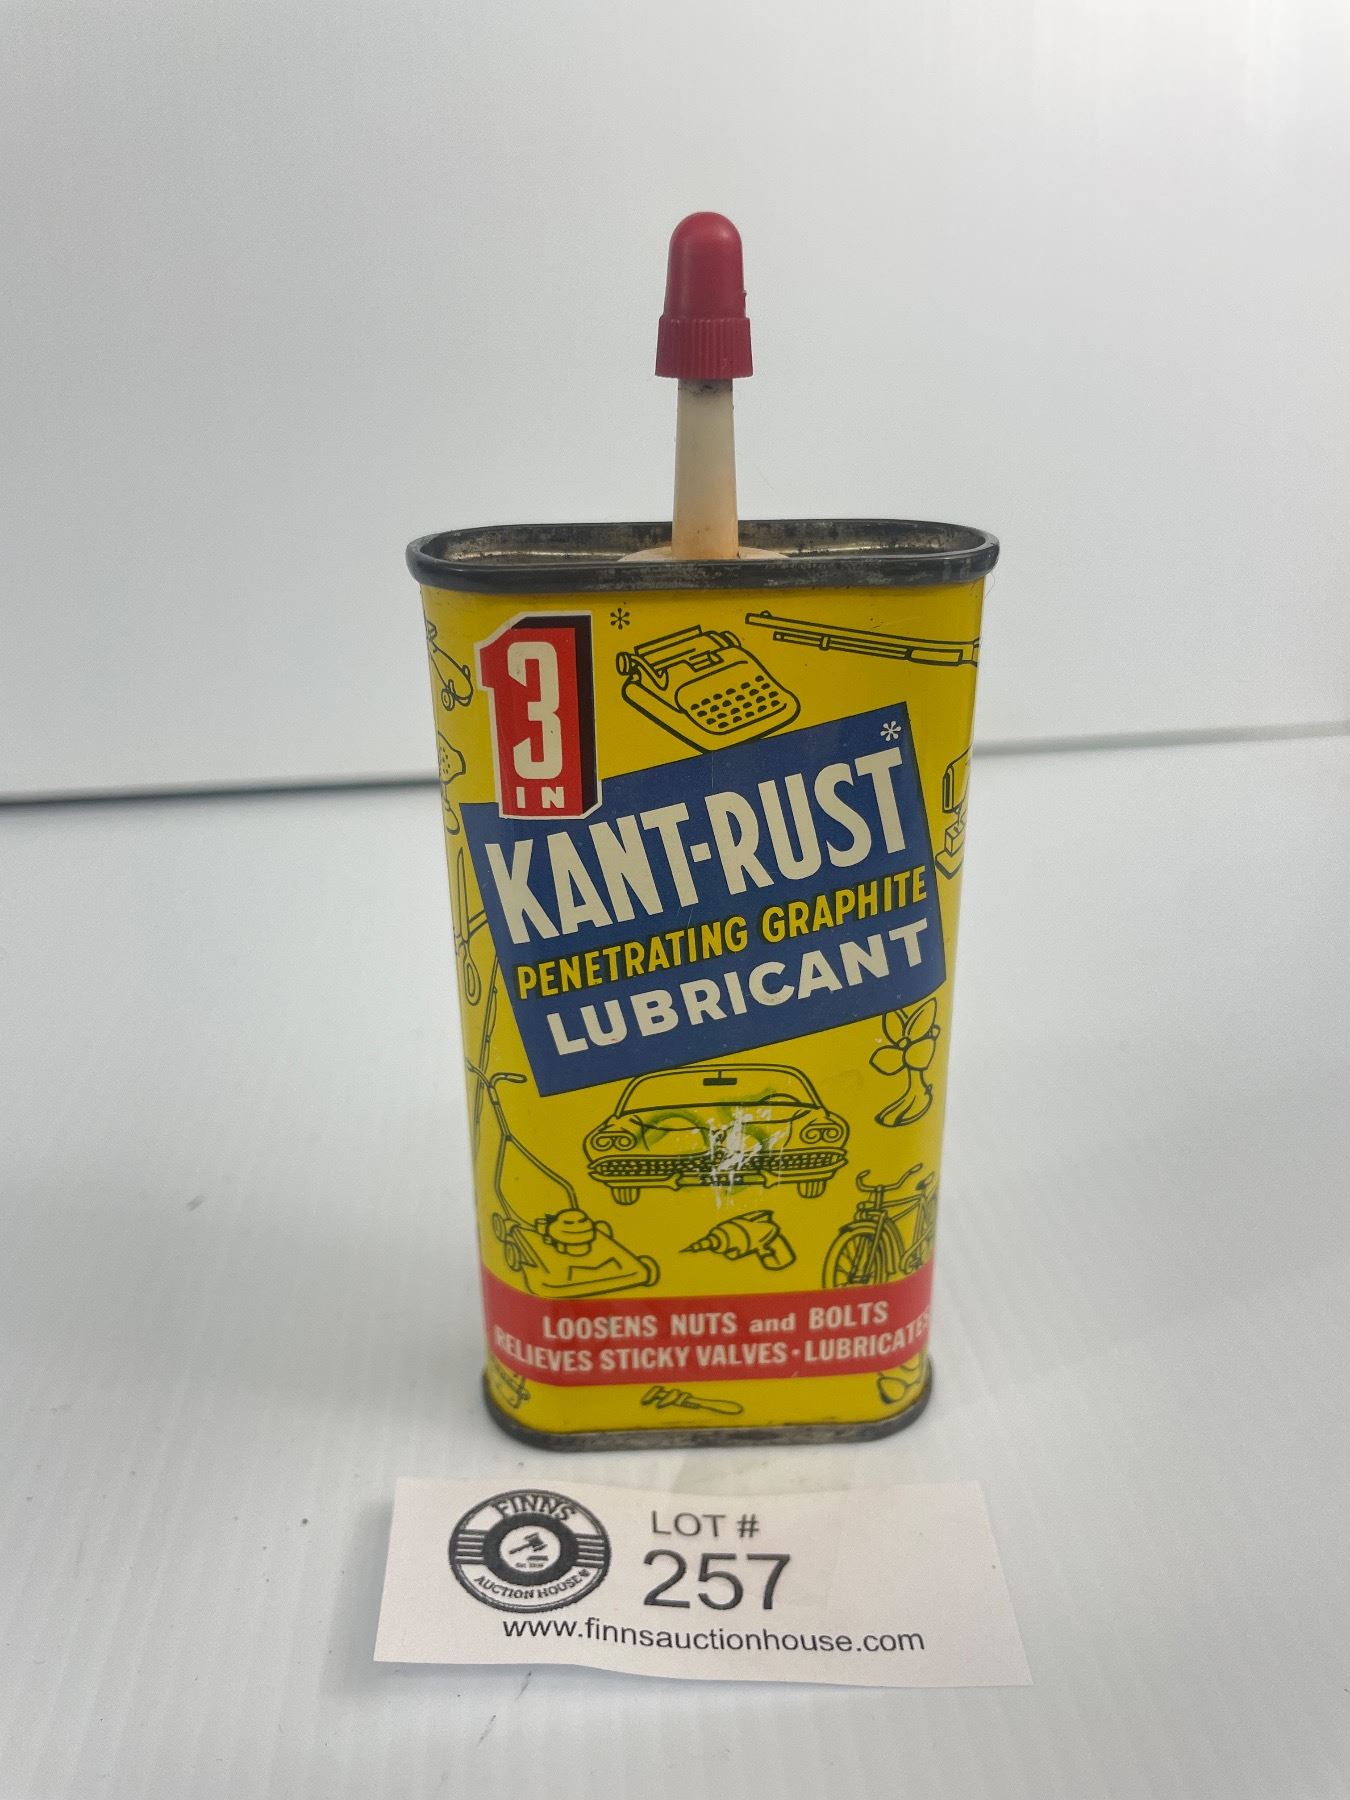 3
IN
*
KANT-RUST*
PENETRATING GRAPHITE
LUBRICANT
LOOSENS NUTS and BOLTS
RELIEVES STICKY VALVES · LUBRICATES
FINNS
AUCTION HOUSE
LOT #
257
www.finnsauctionhouse.com